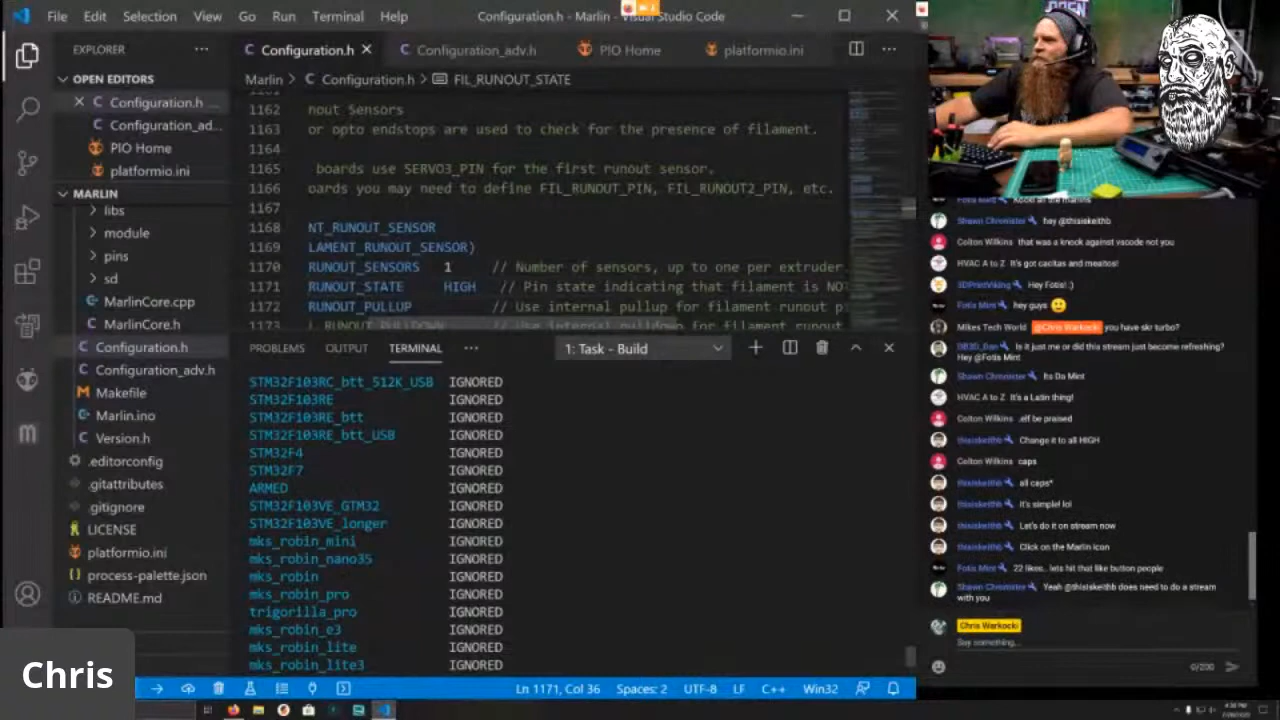 File Edit Selection View Go Run Terminal Help
Configuration.h - Marlin - Visual Studio Code
EXPLORER
Configuration.h
Configuration_adv.h
PIO Home
platformio.ini
OPEN EDITORS
Configuration.h ...
Configuration_ad...
PIO Home
platformio.ini
MARLIN
libs
module
pins
sd
MarlinCore.cpp
MarlinCore.h
Configuration.h
Configuration_adv.h
Makefile
Marlin.ino
Version.h
.editorconfig
.gitattributes
.gitignore
LICENSE
platformio.ini
process-palette.json
README.md
Marlin > Configuration.h > FIL_RUNOUT_STATE
1162 nout Sensors
1163 or opto endstops are used to check for the presence of filament.
1164
1165 boards use SERVO3_PIN for the first runout sensor.
1166 oards you may need to define FIL_RUNOUT_PIN, FIL_RUNOUT2_PIN, etc.
1167
1168 NT_RUNOUT_SENSOR
1169 LAMENT_RUNOUT_SENSOR)
1170 RUNOUT_SENSORS 1 // Number of sensors, up to one per extruder
1171 RUNOUT_STATE HIGH // Pin state indicating that filament is NO
1172 RUNOUT_PULLUP // Use internal pullup for filament runout p
1173 L_RUNOUT_PULLDOWN // Use internal pulldown for filament runout
PROBLEMS OUTPUT TERMINAL ... 1: Task - Build
STM32F103RC_btt_512K_USB IGNORED
STM32F103RE IGNORED
STM32F103RE_btt IGNORED
STM32F103RE_btt_USB IGNORED
STM32F4 IGNORED
STM32F7 IGNORED
ARMED IGNORED
STM32F103VE_GTM32 IGNORED
STM32F103VE_longer IGNORED
mks_robin_mini IGNORED
mks_robin_nano35 IGNORED
mks_robin IGNORED
mks_robin_pro IGNORED
trigorilla_pro IGNORED
mks_robin_e3 IGNORED
mks_robin_lite IGNORED
mks_robin_lite3 IGNORED
Ln 1171, Col 36 Spaces: 2 UTF-8 LF C++ Win32
Chris
OPEN
Shawn Chronister hey @thisiskeithb
Colton Wilkins that was a knock against vscode not you
HVAC A to Z It's got cacitas and meaitos!
3DPrintViking Hey Fotis! :)
Fotis Mint hey guys
Mikes Tech World @Chris Warkocki you have skr turbo?
DB3D_Dan Is it just me or did this stream just become refreshing?
Hey @Fotis Mint
Shawn Chronister Its Da Mint
HVAC A to Z It's a Latin thing!
Colton Wilkins .elf be praised
thisiskeithb Change it to all HIGH
Colton Wilkins caps
thisiskeithb all caps*
thisiskeithb It's simple! lol
thisiskeithb Let's do it on stream now
thisiskeithb Click on the Marlin icon
Fotis Mint 22 likes.. lets hit that like button people
Shawn Chronister Yeah @thisiskeithb does need to do a stream
with you
Chris Warkocki
Say something...
0/200